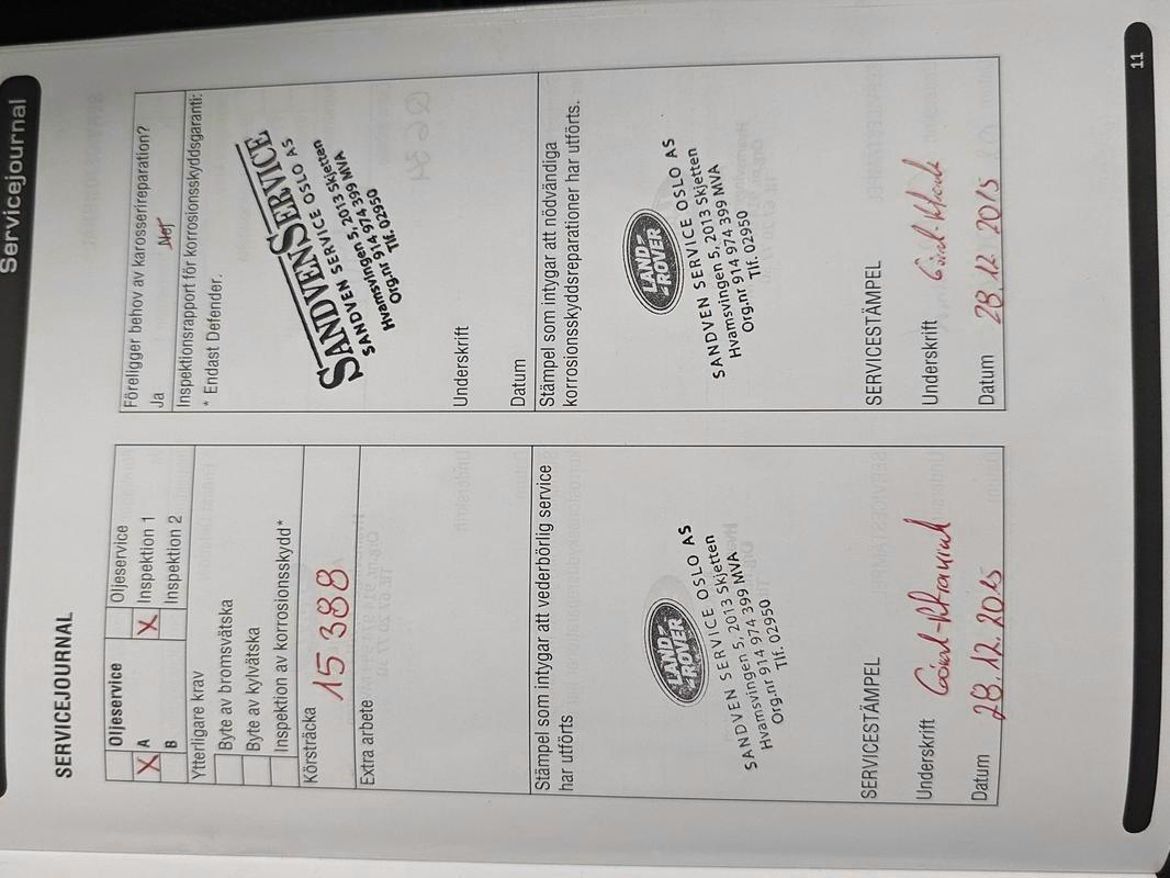 Servicejournal
SERVICEJOURNAL
Oljeservice
Oljeservice
X A
X Inspektion 1
B
Inspektion 2
Ytterligare krav
Byte av bromsvätska
Byte av kylvätska
Inspektion av korrosionsskydd*
Körsträcka
15 388
Extra arbete
Stämpel som intygar att vederbörlig service
har utförts
LAND-
-ROVER
SANDVEN SERVICE OSLO AS
Hvamsvingen 5, 2013 Skjetten
Org.nr 914 974 399 MVA
Tlf. 02950
SERVICESTÄMPEL
Underskrift
Datum 28.12.2015
Föreligger behov av karosserireparation?
Ja Nej
Inspektionsrapport för korrosionsskyddsgaranti:
* Endast Defender.
SANDVENSERVICE
SANDVEN SERVICE OSLO AS
Hvamsvingen 5, 2013 Skjetten
Org.nr 914 974 399 MVA
Tlf. 02950
Underskrift
Datum
Stämpel som intygar att nödvändiga
korrosionsskyddsreparationer har utförts.
LAND-
-ROVER
SANDVEN SERVICE OSLO AS
Hvamsvingen 5, 2013 Skjetten
Org.nr 914 974 399 MVA
Tlf. 02950
SERVICESTÄMPEL
Underskrift
Datum 28.12.2015
11